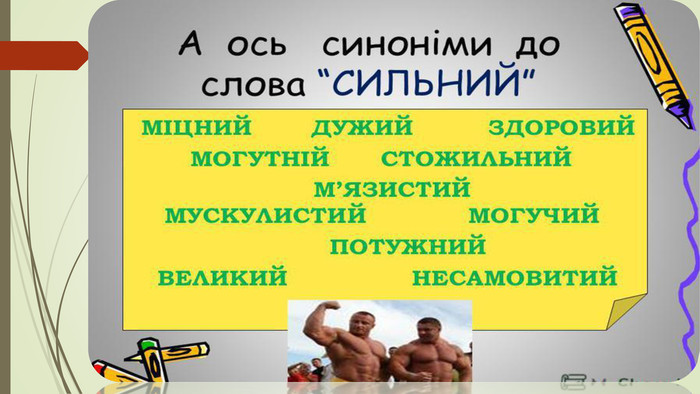 А ось синоніми до
слова “СИЛЬНИЙ”
МІЦНИЙ ДУЖИЙ ЗДОРОВИЙ
МОГУТНІЙ СТОЖИЛЬНИЙ
М’ЯЗИСТИЙ
МУСКУЛИСТИЙ МОГУЧИЙ
ПОТУЖНИЙ
ВЕЛИКИЙ НЕСАМОВИТИЙ